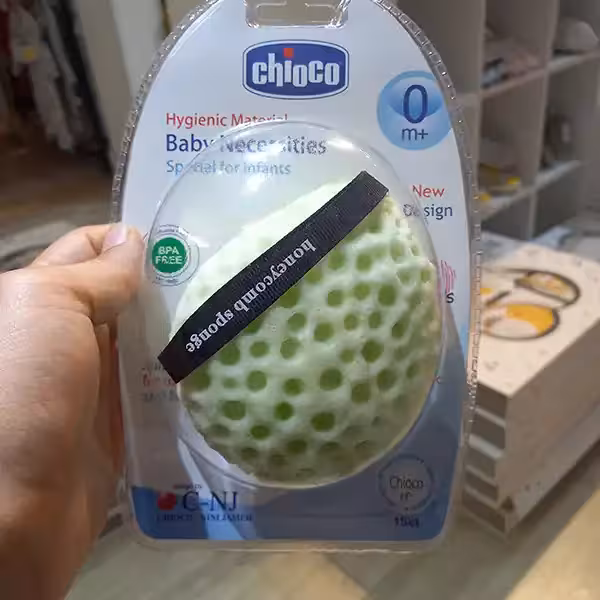 chioco
0
m+
Hygienic Material
Baby Necessities
Special for Infants
New
Design
BPA
FREE
honeycomb sponge
C-NJ
Chioco